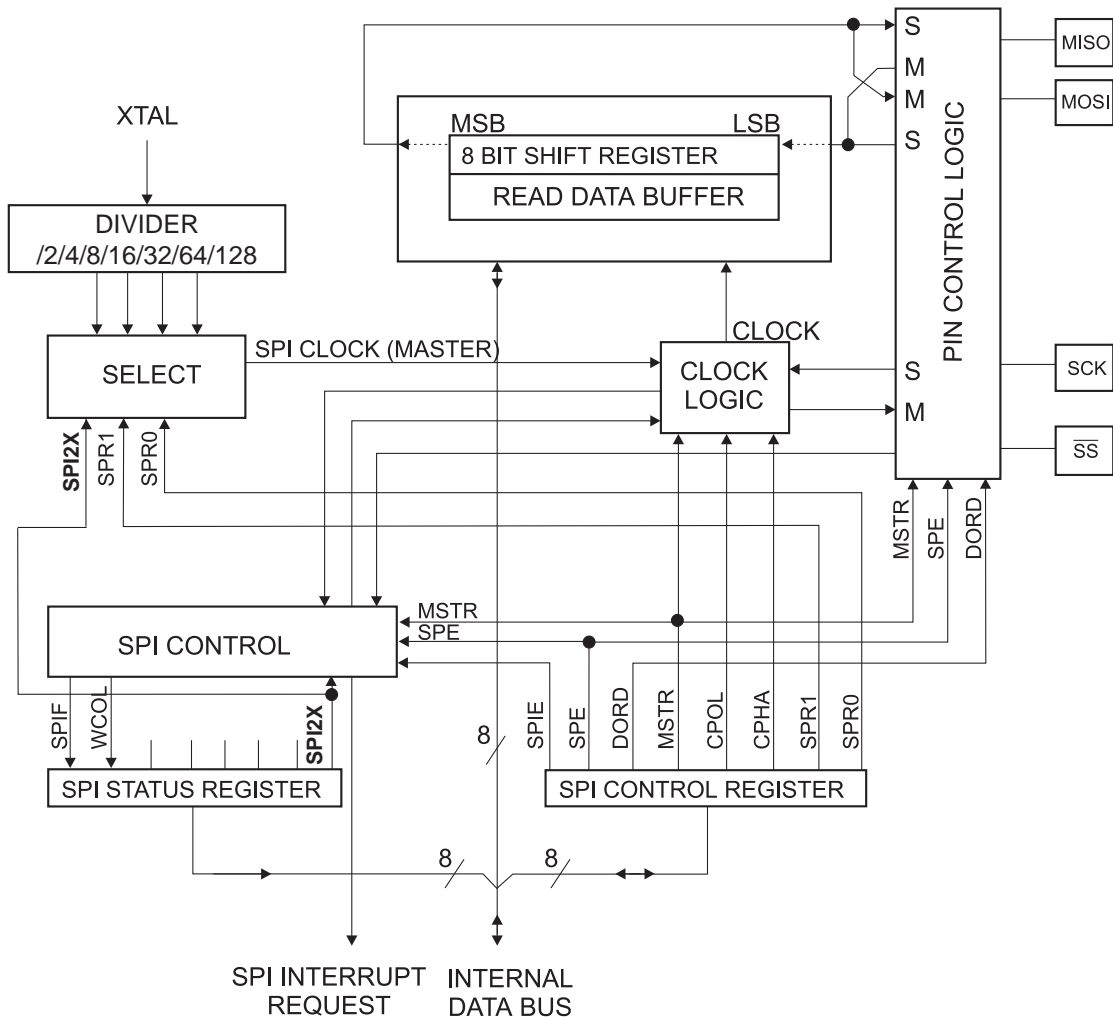 S
MISO
M
XTAL
MSB
LSB
M
MOSI
S
8 BIT SHIFT REGISTER
READ DATA BUFFER
PIN CONTROL LOGIC
DIVIDER
/2/4/8/16/32/64/128
CLOCK
SPI CLOCK (MASTER)
SELECT
CLOCK
LOGIC
S
SCK
M
SPI2X
SPR1
SPR0
SS
MSTR
SPE
DORD
MSTR
SPE
SPI CONTROL
SPIF
WCOL
SPI2X
8
SPIE
SPE
DORD
MSTR
CPOL
CPHA
SPR1
SPR0
SPI STATUS REGISTER
SPI CONTROL REGISTER
8
8
SPI INTERRUPT
REQUEST
INTERNAL
DATA BUS